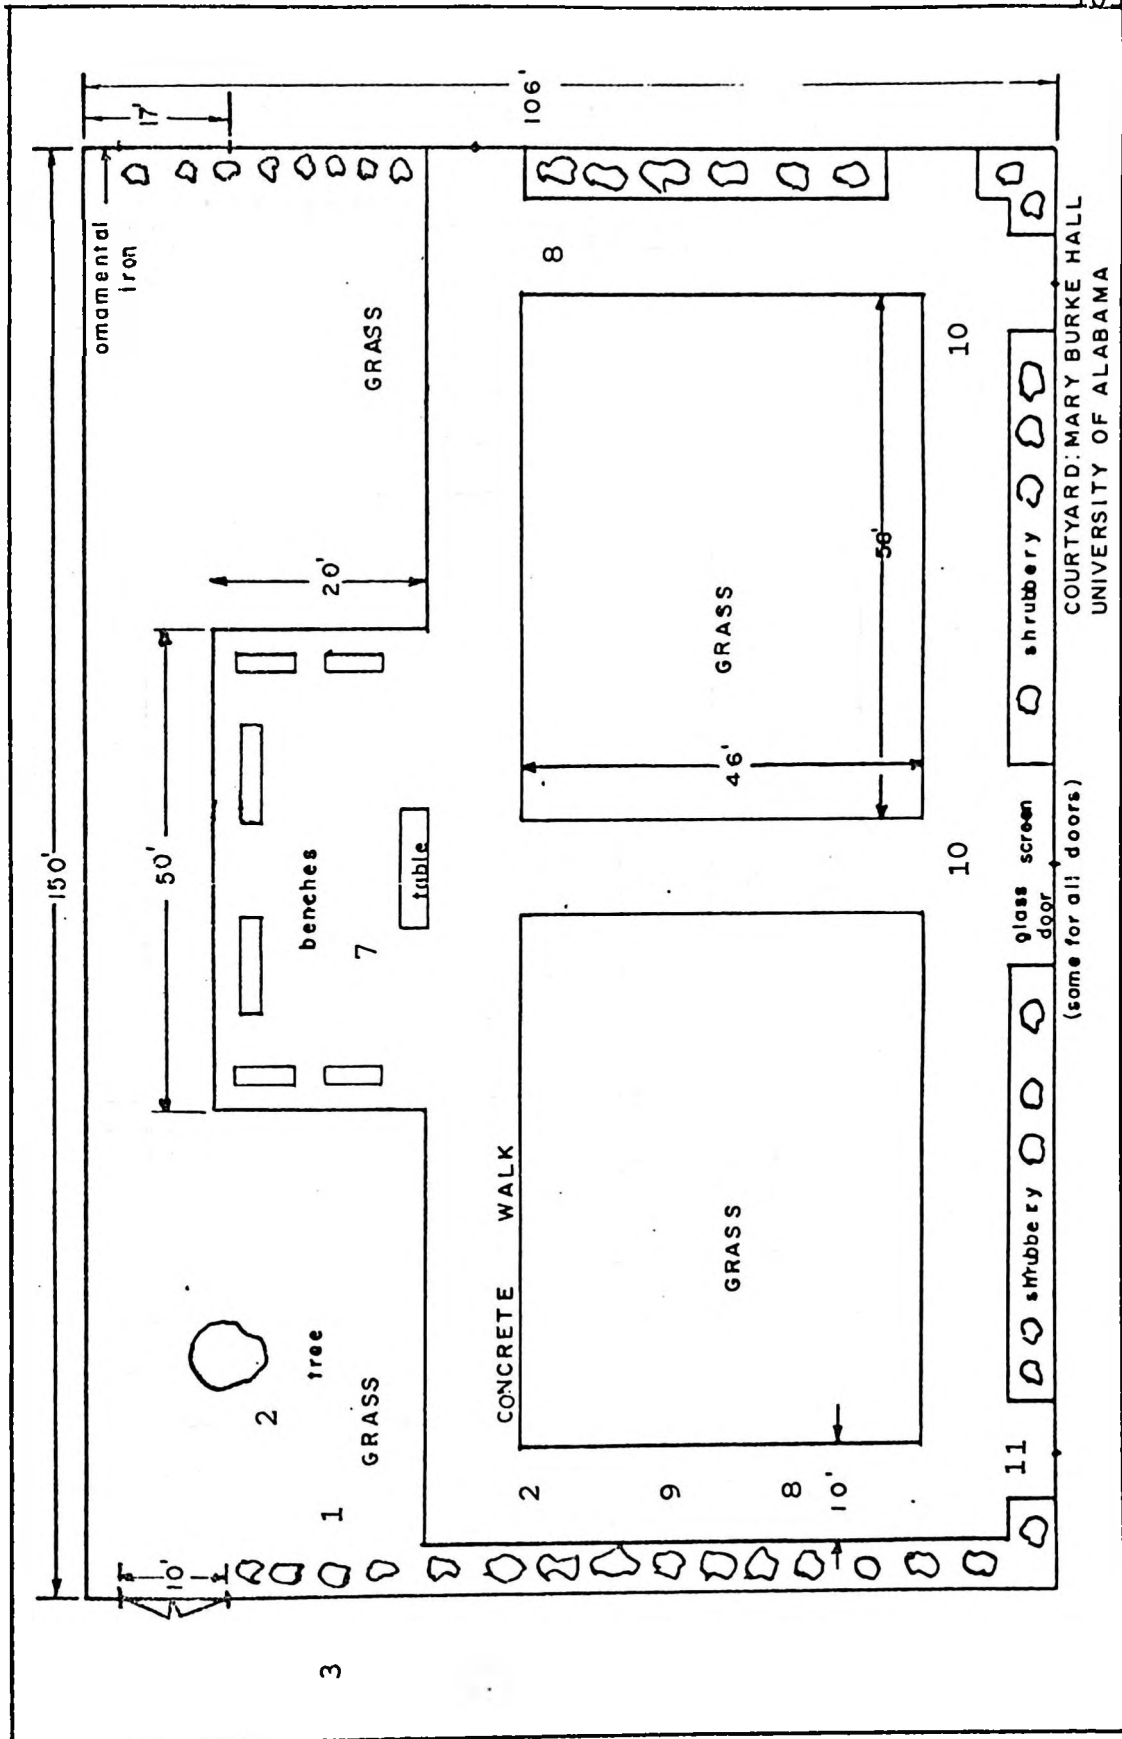 150'
50'
17'
10'
ornamental
iron
2
tree
benches
20'
3
1
GRASS
7
GRASS
table
106'
CONCRETE WALK
2
8
9
GRASS
GRASS
46'
8
10'
58'
10
10
11
shrubbery
glass screen
door
shrubbery
(same for all doors)
COURTYARD: MARY BURKE HALL
UNIVERSITY OF ALABAMA